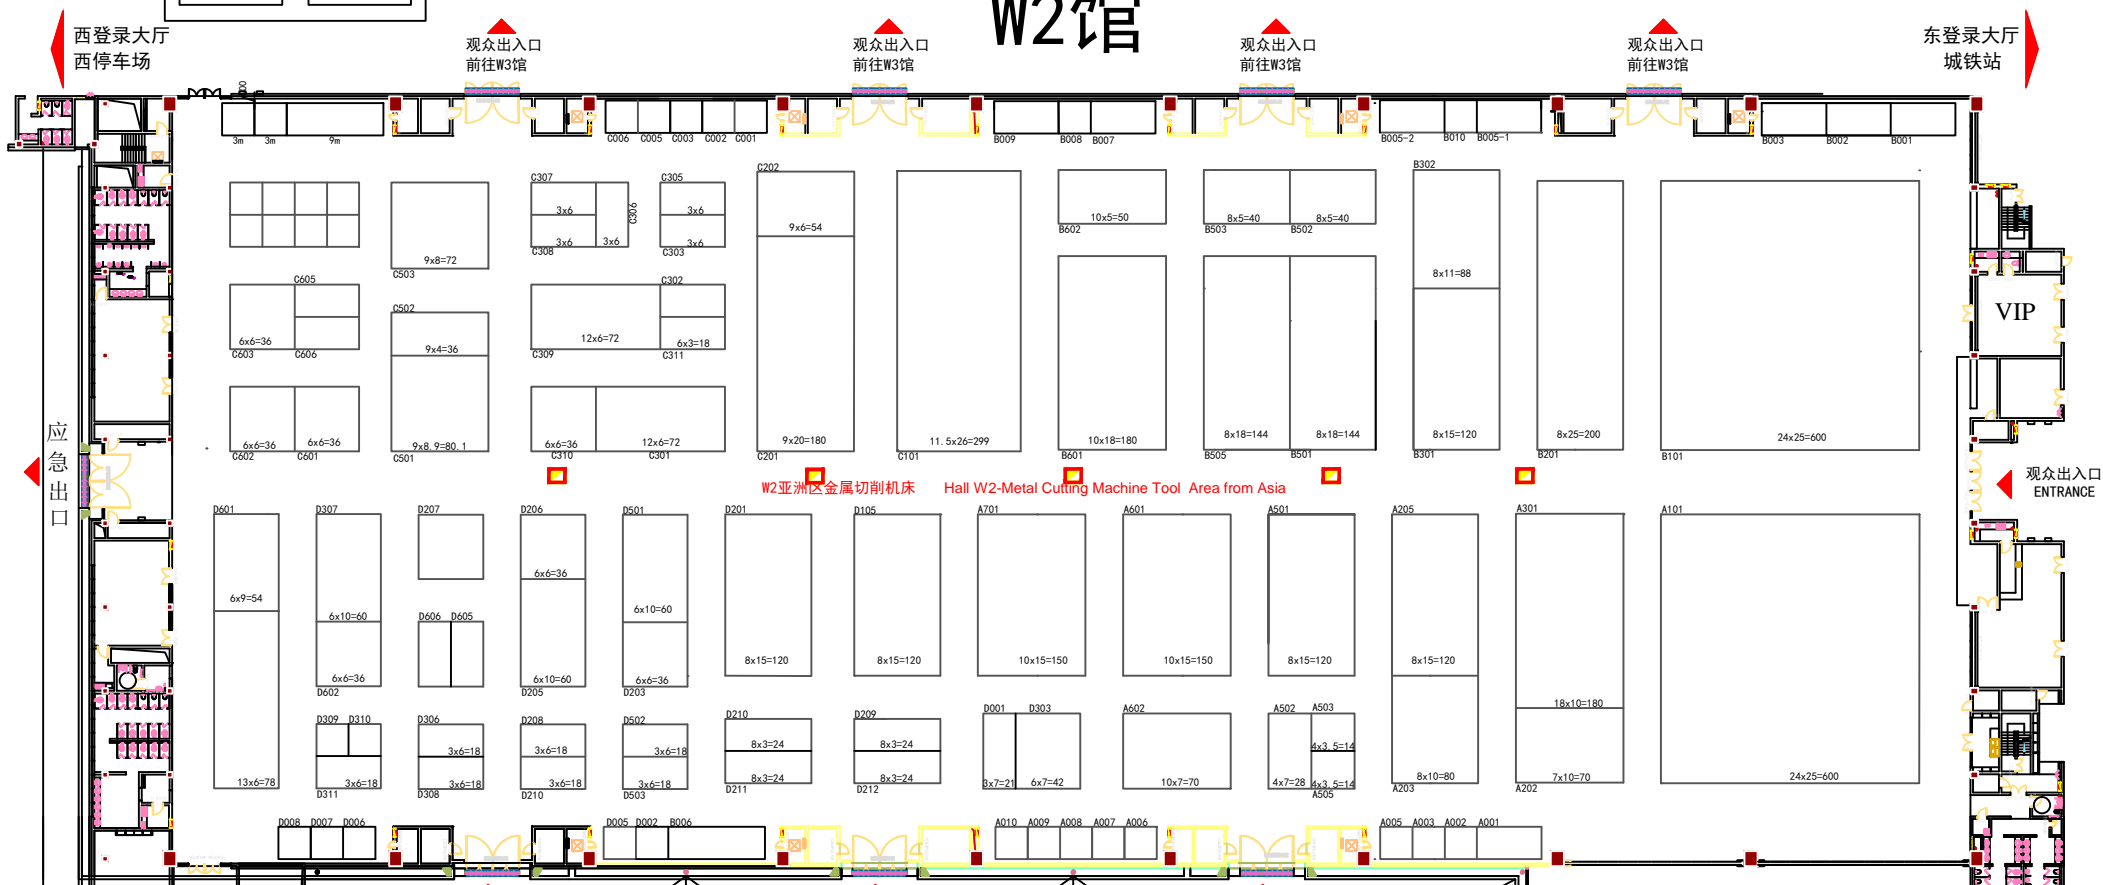 W2馆
西登录大厅
西停车场
观众出入口
前往W3馆
观众出入口
前往W3馆
观众出入口
前往W3馆
观众出入口
前往W3馆
东登录大厅
城铁站
3m 3m 9m
C006 C005 C003 C002 C001
B009 B008 B007
B005-2 B010 B005-1
B003 B002 B001
C307 C305 C202 B302
3x6 C306 3x6
C308 3x6 3x6 C303 3x6
9x6=54
10x5=50 8x5=40 8x5=40
B602 B503 B502
9x8=72
C503
8x11=88
C605 C302
C502
6x6=36 9x4=36 12x6=72 6x3=18
C603 C606 C309 C311
VIP
6x6=36 6x6=36 9x8.9=80.1 6x6=36 12x6=72 9x20=180 11.5x26=299 10x18=180 8x18=144 8x18=144 8x15=120 8x25=200 24x25=600
C602 C601 C501 C310 C301 C201 C101 B601 B505 B501 B301 B201 B101
应急出口
观众出入口
ENTRANCE
W2亚洲区金属切削机床 Hall W2-Metal Cutting Machine Tool Area from Asia
D601 D307 D207 D206 D501 D201 D105 A701 A601 A501 A205 A301 A101
6x6=36
6x9=54
6x10=60 D606 D605 6x10=60
8x15=120 8x15=120 10x15=150 10x15=150 8x15=120 8x15=120
6x6=36 6x10=60 6x6=36
D602 D205 D203
18x10=180
D309 D310 D306 D208 D502 D210 D209 D001 D303 A602 A502 A503
3x6=18 3x6=18 3x6=18 8x3=24 8x3=24 4x3.5=14
13x6=78 3x6=18 3x6=18 3x6=18 3x6=18 8x3=24 8x3=24 3x7=21 6x7=42 10x7=70 4x7=28 4x3.5=14 8x10=80 7x10=70 24x25=600
D311 D308 D210 D503 D211 D212 A505 A203 A202
D008 D007 D006 D005 D002 B006 A010 A009 A008 A007 A006 A005 A003 A002 A001